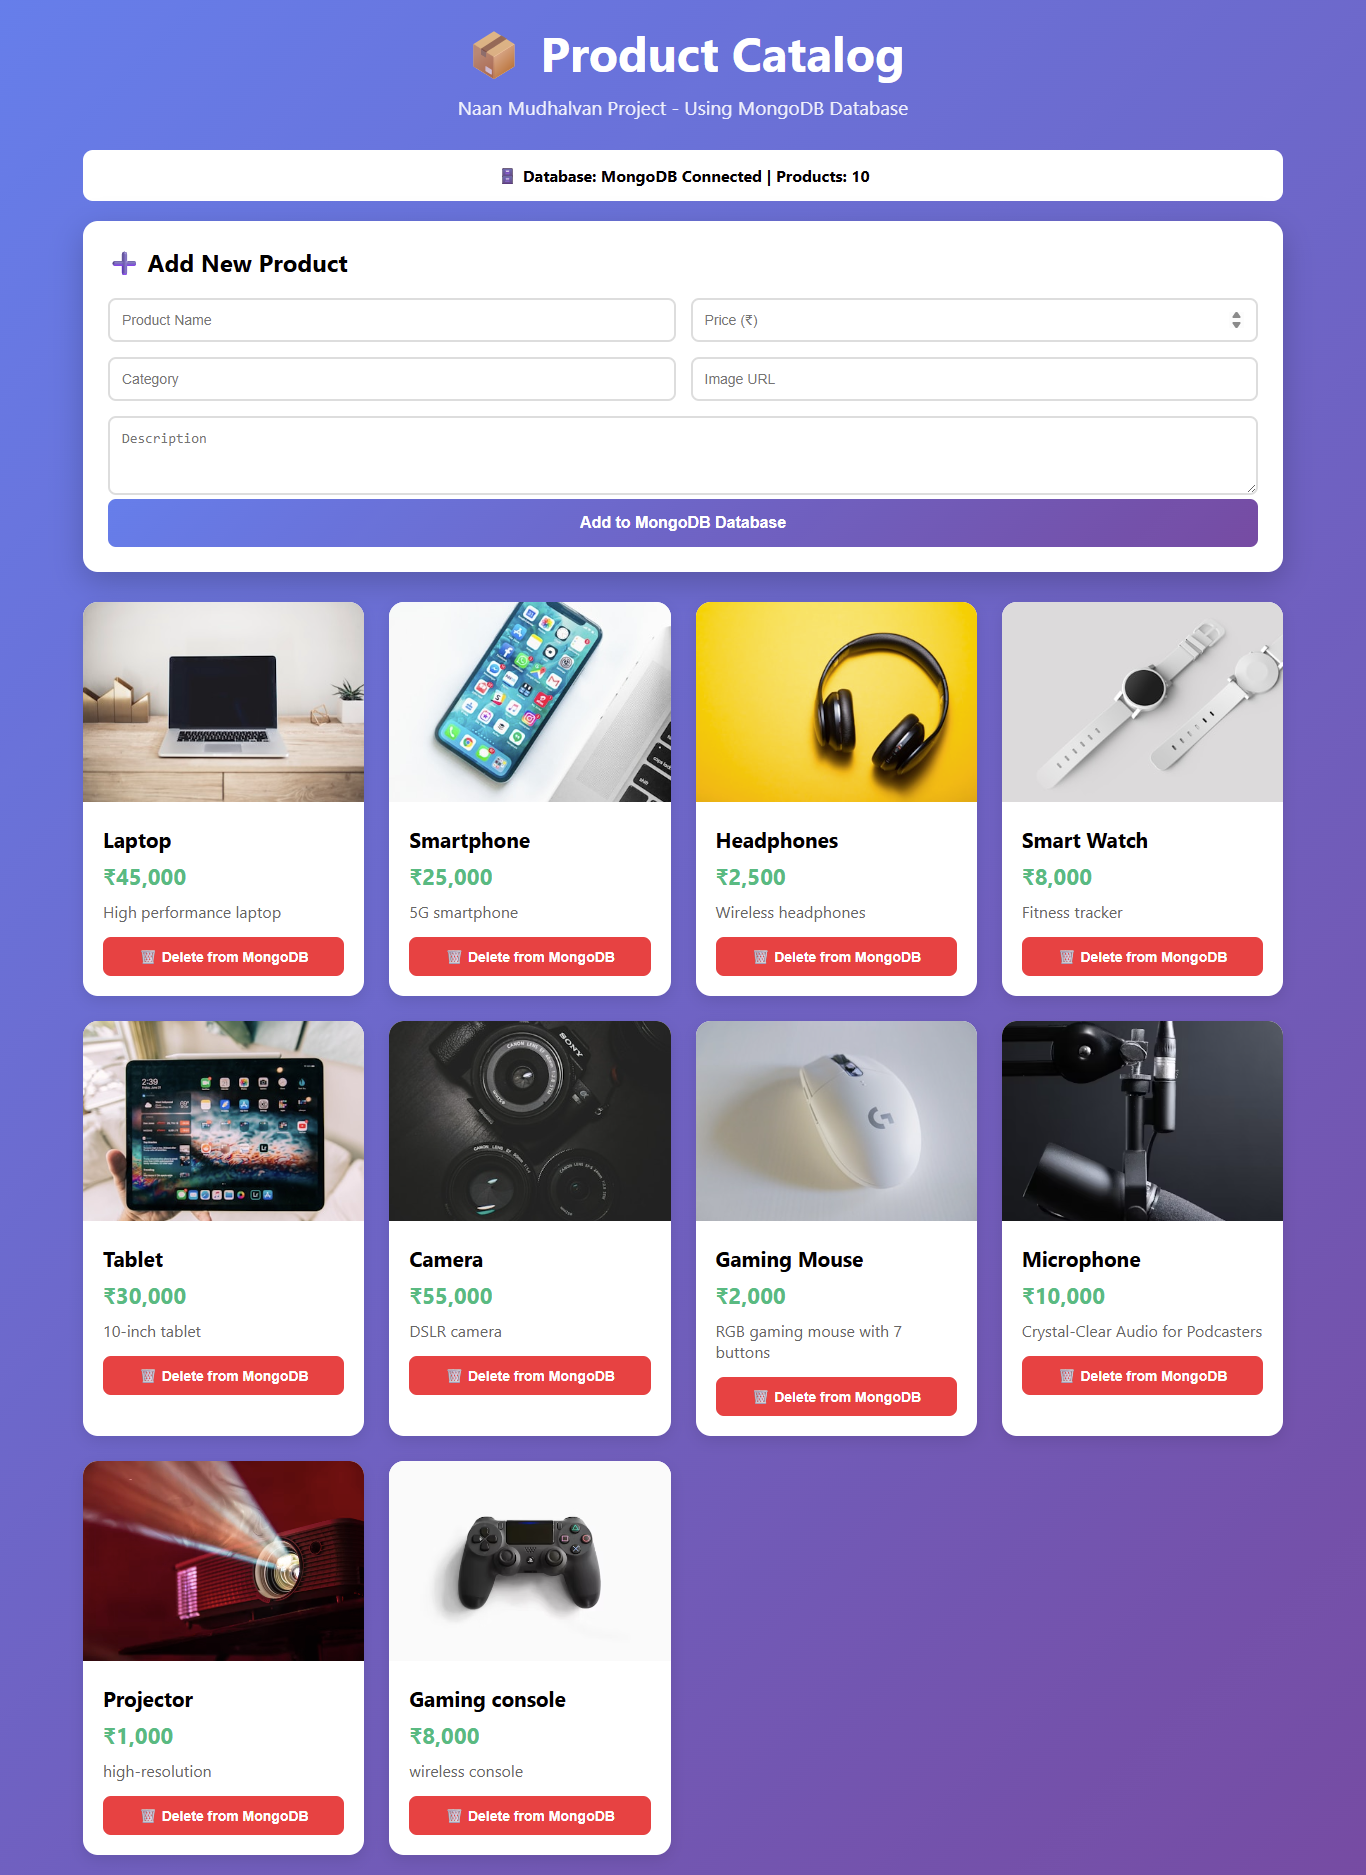 Product Catalog
Naan Mudhalvan Project - Using MongoDB Database
Database: MongoDB Connected | Products: 10
Add New Product
Product Name
Price (₹)
Category
Image URL
Description
Add to MongoDB Database
Laptop
₹45,000
High performance laptop
Delete from MongoDB
Smartphone
₹25,000
5G smartphone
Delete from MongoDB
Headphones
₹2,500
Wireless headphones
Delete from MongoDB
Smart Watch
₹8,000
Fitness tracker
Delete from MongoDB
2:39
SONY
Tablet
₹30,000
10-inch tablet
Delete from MongoDB
Camera
₹55,000
DSLR camera
Delete from MongoDB
Gaming Mouse
₹2,000
RGB gaming mouse with 7
buttons
Delete from MongoDB
Microphone
₹10,000
Crystal-Clear Audio for Podcasters
Delete from MongoDB
Projector
₹1,000
high-resolution
Delete from MongoDB
Gaming console
₹8,000
wireless console
Delete from MongoDB